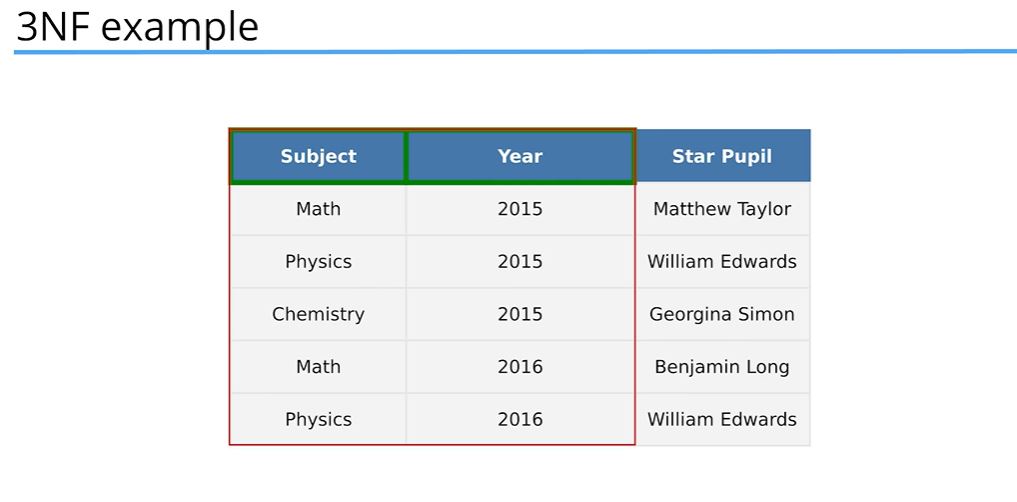 3NF example
Subject Year Star Pupil
Math 2015 Matthew Taylor
Physics 2015 William Edwards
Chemistry 2015 Georgina Simon
Math 2016 Benjamin Long
Physics 2016 William Edwards